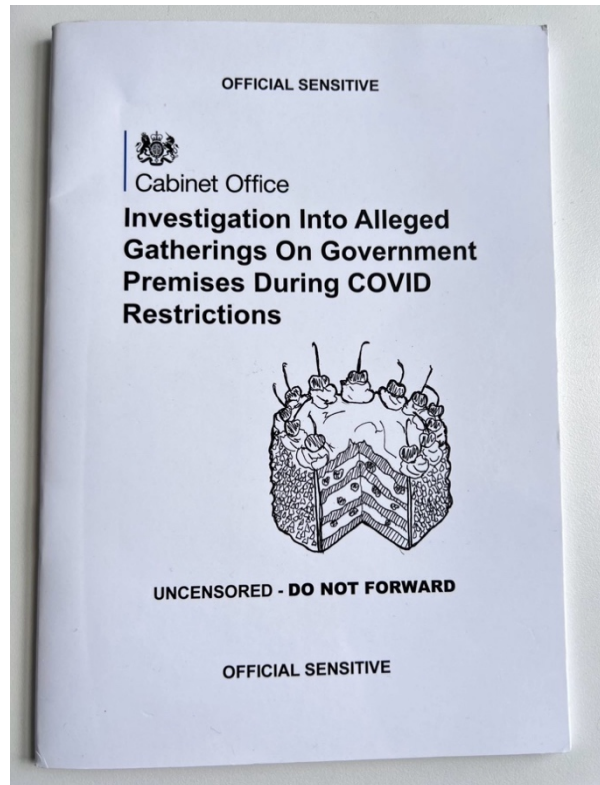 OFFICIAL SENSITIVE
Cabinet Office
Investigation Into Alleged
Gatherings On Government
Premises During COVID
Restrictions
UNCENSORED - DO NOT FORWARD
OFFICIAL SENSITIVE